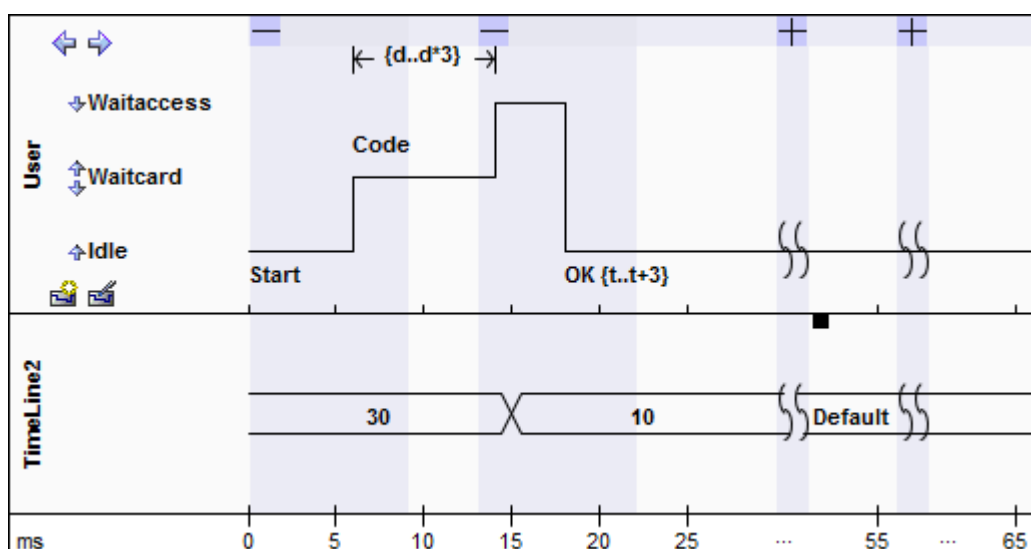 {d..d*3}
Waitaccess
Code
User
Waitcard
Idle
Start
OK {t..t+3}
TimeLine2
30
10
Default
ms
0 5 10 15 20 25 ... 55 ... 65